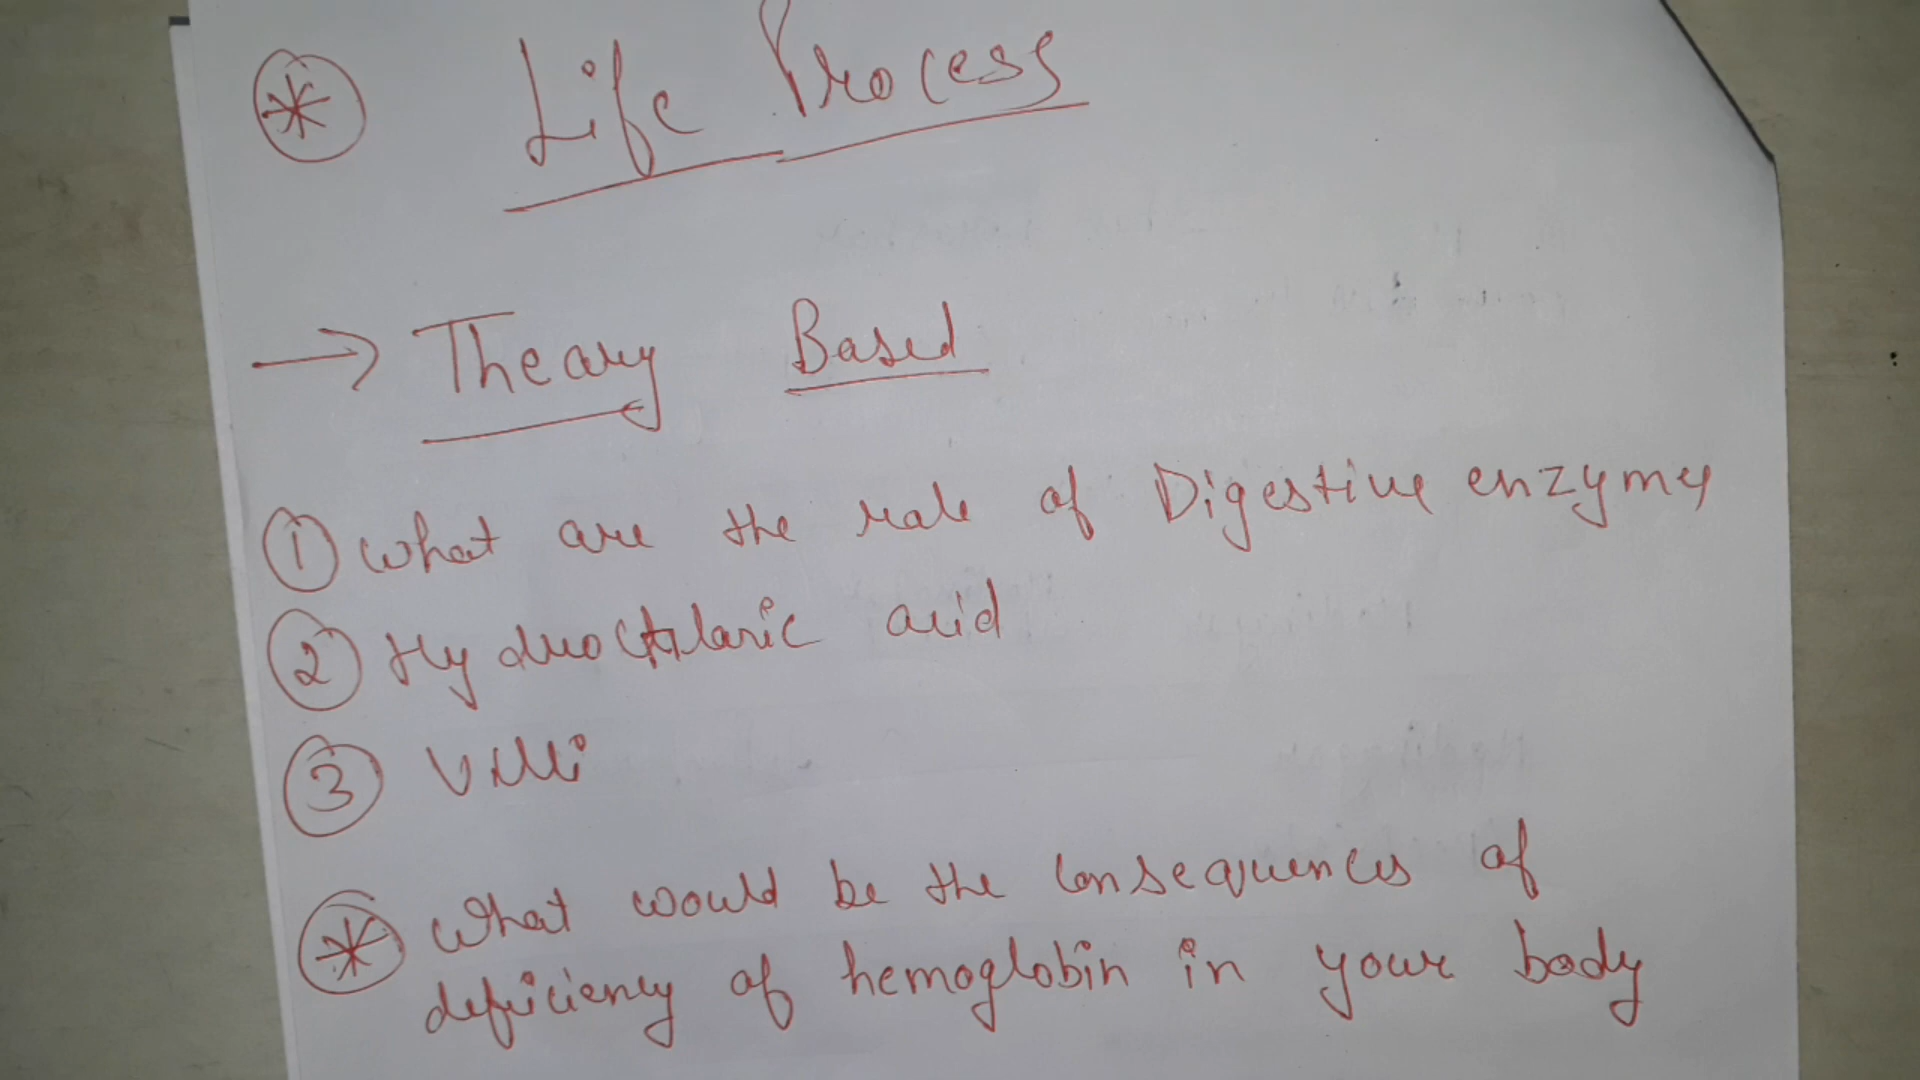 * Life Process
→ Theory Based
① What are the role of Digestive enzymes
② Hydrochloric acid
③ Villi
* What would be the consequences of
deficiency of hemoglobin in your body